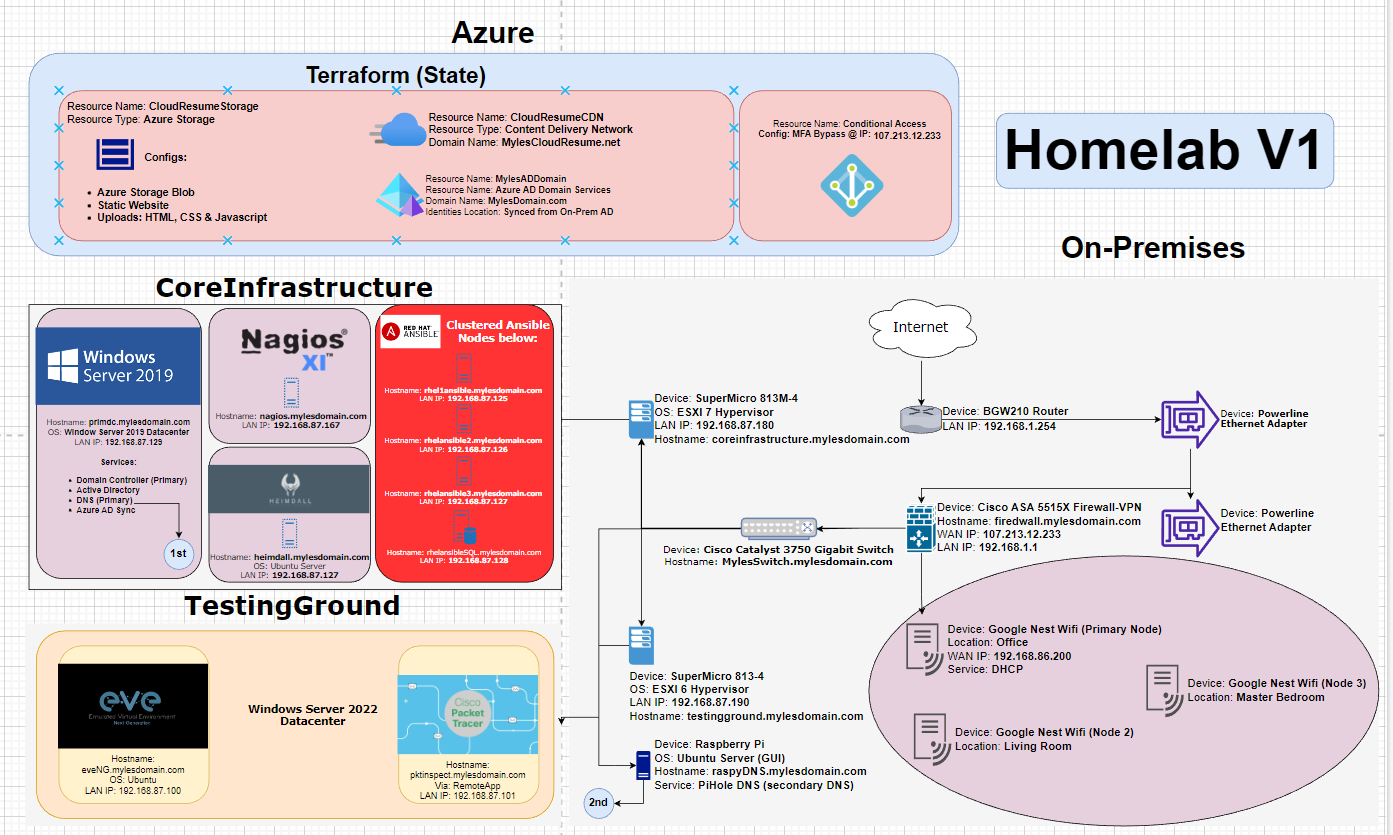 Azure
Terraform (State)
Resource Name: CloudResumeStorage
Resource Type: Azure Storage
Configs:
Azure Storage Blob
Static Website
Uploads: HTML, CSS & Javascript
Resource Name: CloudResumeCDN
Resource Type: Content Delivery Network
Domain Name: MylesCloudResume.net
Resource Name: MylesADDomain
Resource Name: Azure AD Domain Services
Domain Name: MylesDomain.com
Identities Location: Synced from On-Prem AD
Resource Name: Conditional Access
Config: MFA Bypass @ IP: 107.213.12.233
Homelab V1
On-Premises
CoreInfrastructure
Windows
Server 2019
Hostname: primdc.mylesdomain.com
OS: Window Server 2019 Datacenter
LAN IP: 192.168.87.129
Services:
Domain Controller (Primary)
Active Directory
DNS (Primary)
Azure AD Sync
1st
Nagios®
XI™
Hostname: nagios.mylesdomain.com
LAN IP: 192.168.87.167
HEIMDALL
Hostname: heimdall.mylesdomain.com
OS: Ubuntu Server
LAN IP: 192.168.87.127
RED HAT®
ANSIBLE®
Clustered Ansible
Nodes below:
Hostname: rhel1ansible.mylesdomain.com
LAN IP: 192.168.87.125
Hostname: rhelansible2.mylesdomain.com
LAN IP: 192.168.87.126
Hostname: rhelansible3.mylesdomain.com
LAN IP: 192.168.87.127
Hostname: rhelansibleSQL.mylesdomain.com
LAN IP: 192.168.87.128
TestingGround
eve
Emulated Virtual Environment
Next Generation
Hostname:
eveNG.mylesdomain.com
OS: Ubuntu
LAN IP: 192.168.87.100
Windows Server 2022
Datacenter
Cisco
Packet
Tracer
Hostname:
pktinspect.mylesdomain.com
Via: RemoteApp
LAN IP: 192.168.87.101
Internet
Device: BGW210 Router
LAN IP: 192.168.1.254
Device: Powerline
Ethernet Adapter
Device: SuperMicro 813M-4
OS: ESXI 7 Hypervisor
LAN IP: 192.168.87.180
Hostname: coreinfrastructure.mylesdomain.com
Device: Cisco ASA 5515X Firewall-VPN
Hostname: firedwall.mylesdomain.com
WAN IP: 107.213.12.233
LAN IP: 192.168.1.1
Device: Powerline
Ethernet Adapter
Device: Cisco Catalyst 3750 Gigabit Switch
Hostname: MylesSwitch.mylesdomain.com
Device: SuperMicro 813-4
OS: ESXI 6 Hypervisor
LAN IP: 192.168.87.190
Hostname: testingground.mylesdomain.com
Device: Raspberry Pi
OS: Ubuntu Server (GUI)
Hostname: raspyDNS.mylesdomain.com
Service: PiHole DNS (secondary DNS)
2nd
Device: Google Nest Wifi (Primary Node)
Location: Office
WAN IP: 192.168.86.200
Service: DHCP
Device: Google Nest Wifi (Node 3)
Location: Master Bedroom
Device: Google Nest Wifi (Node 2)
Location: Living Room